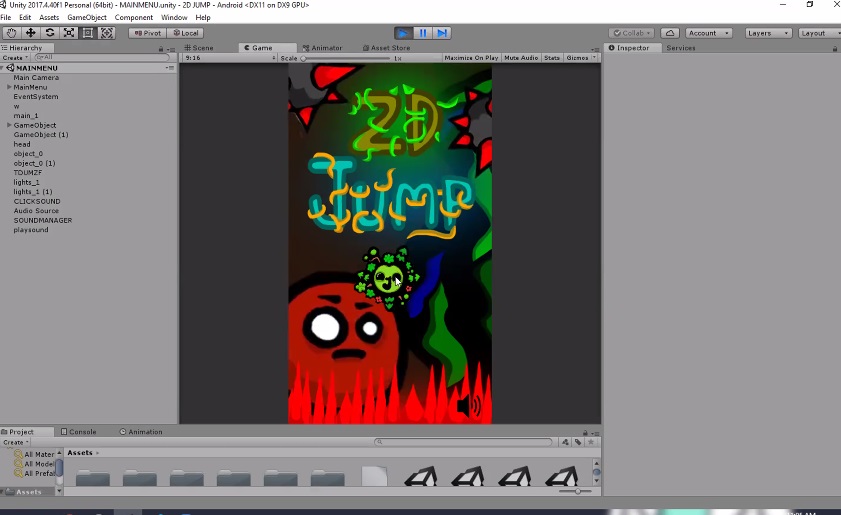 Unity 2017.4.40f1 Personal (64bit) - MAINMENU.unity - 2D JUMP - Android <DX11 on DX9 GPU>
File Edit Assets GameObject Component Window Help
Pivot Local Collab Account Layers Layout
Hierarchy Scene Game Animator Asset Store Inspector Services
Create All 9:16 Scale 1x Maximize On Play Mute Audio Stats Gizmos
MAINMENU
Main Camera
MainMenu
EventSystem
w
main_1
GameObject
GameObject (1)
head
object_0
object_0 (1)
TDUMZF
lights_1
lights_1 (1)
CLICKSOUND
Audio Source
SOUNDMANAGER
playsound
2D
JUMP
Project Console Animation
Create
All Mater
All Model
All Prefa
Assets
Assets